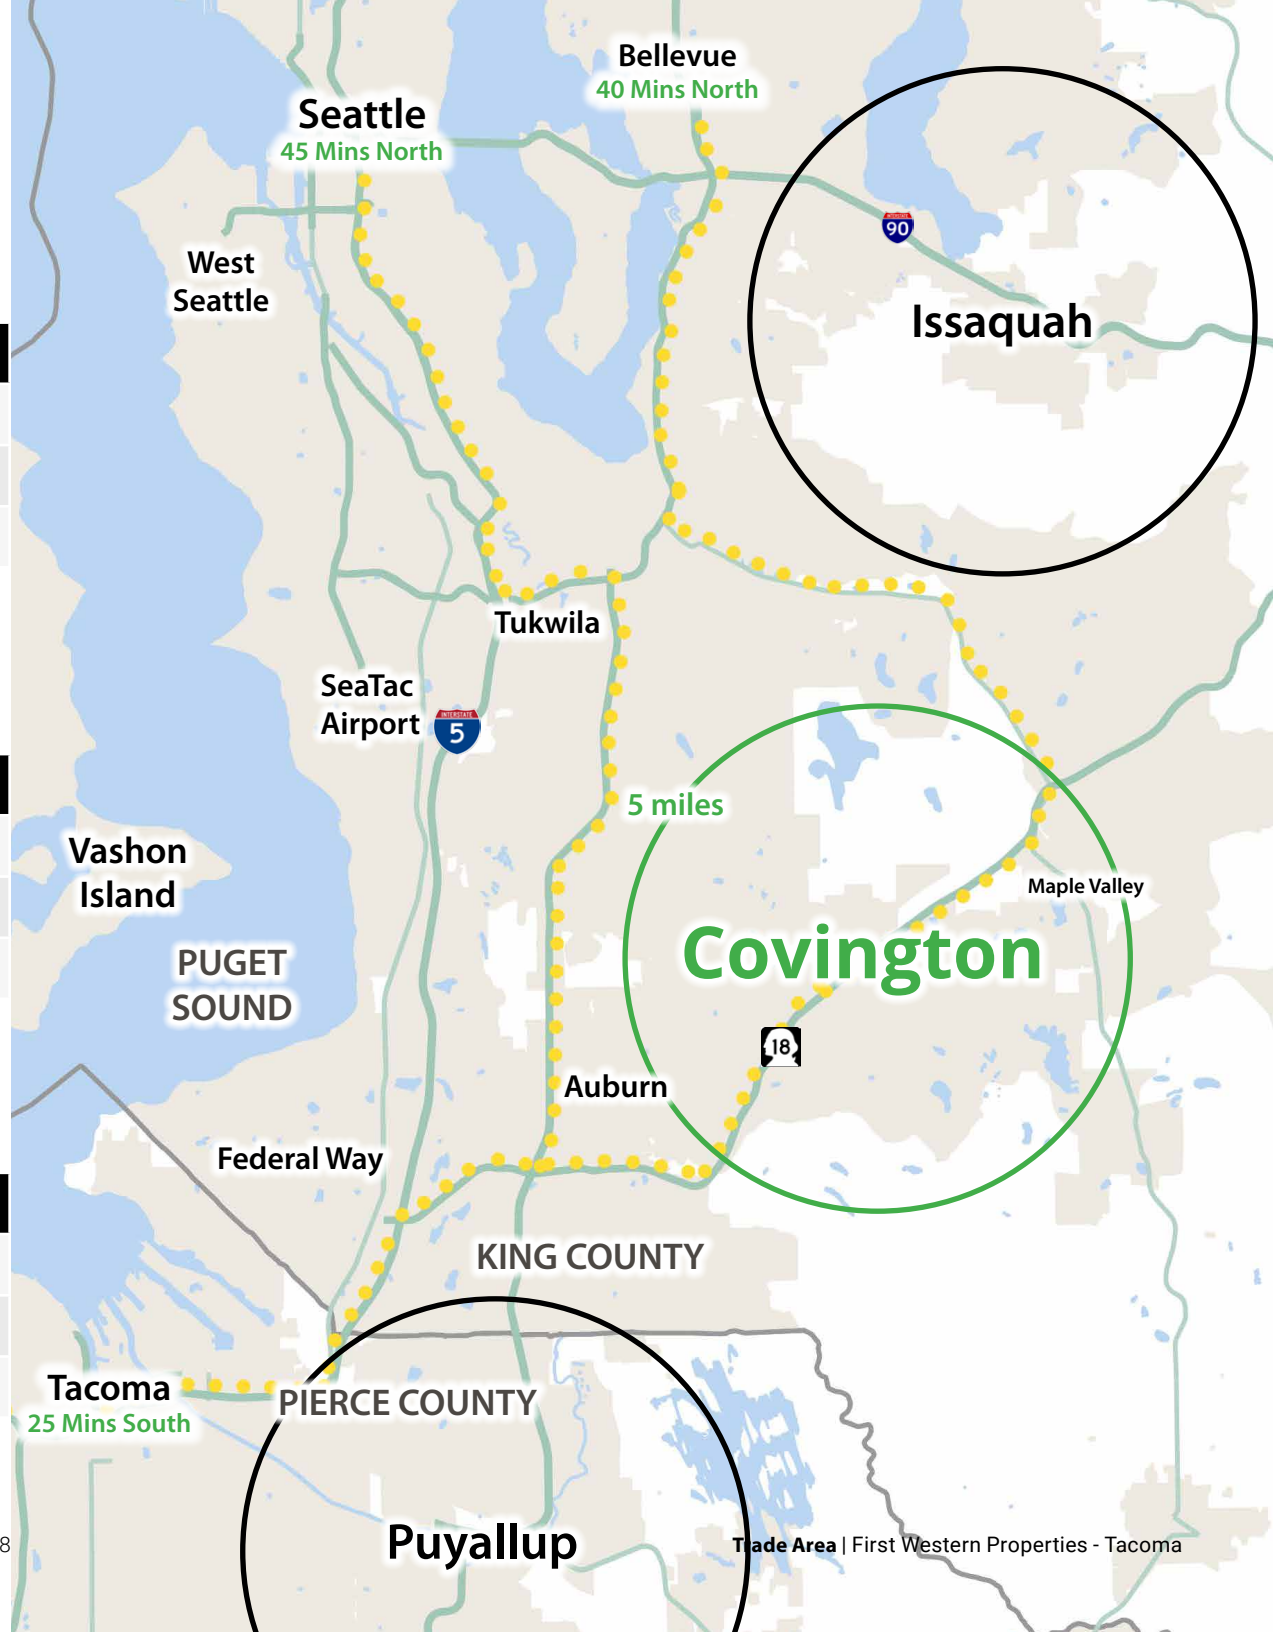 Bellevue
40 Mins North
Seattle
45 Mins North
West
Seattle
INTERSTATE
90
Issaquah
Tukwila
SeaTac
Airport
INTERSTATE
5
5 miles
Vashon
Island
Maple Valley
Covington
PUGET
SOUND
18
Auburn
Federal Way
KING COUNTY
Tacoma
25 Mins South
PIERCE COUNTY
Puyallup
8
Trade Area | First Western Properties - Tacoma